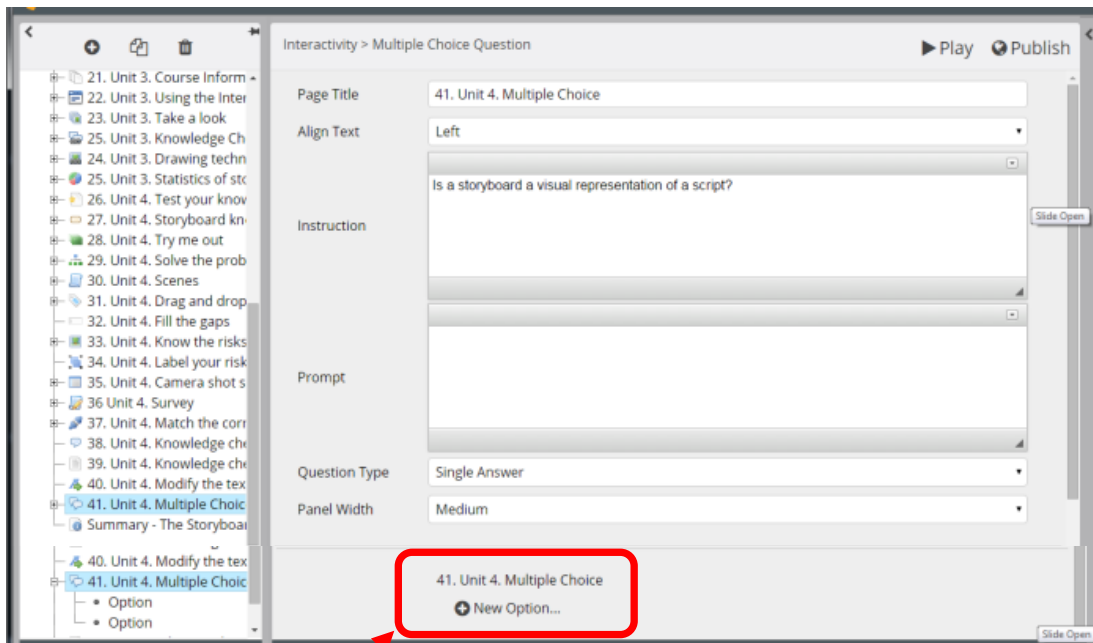 Interactivity > Multiple Choice Question
Play
Publish
21. Unit 3. Course Inform
22. Unit 3. Using the Inter
23. Unit 3. Take a look
25. Unit 3. Knowledge Ch
24. Unit 3. Drawing techn
25. Unit 3. Statistics of sto
26. Unit 4. Test your know
27. Unit 4. Storyboard kn
28. Unit 4. Try me out
29. Unit 4. Solve the prob
30. Unit 4. Scenes
31. Unit 4. Drag and drop
32. Unit 4. Fill the gaps
33. Unit 4. Know the risks
34. Unit 4. Label your risk
35. Unit 4. Camera shot s
36 Unit 4. Survey
37. Unit 4. Match the corr
38. Unit 4. Knowledge che
39. Unit 4. Knowledge che
40. Unit 4. Modify the tex
41. Unit 4. Multiple Choic
Summary - The Storyboar
40. Unit 4. Modify the tex
41. Unit 4. Multiple Choic
Option
Option
Page Title
41. Unit 4. Multiple Choice
Align Text
Left
Instruction
Is a storyboard a visual representation of a script?
Prompt
Question Type
Single Answer
Panel Width
Medium
41. Unit 4. Multiple Choice
New Option...
Slide Open
Slide Open